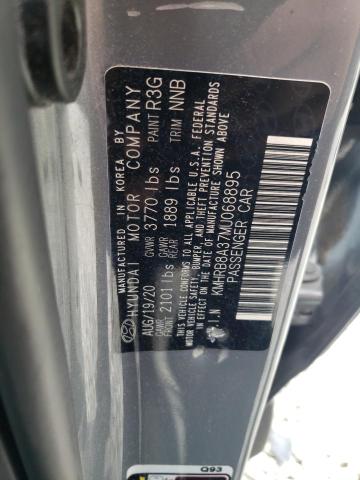 MANUFACTURED BY IN KOREA BY
HYUNDAI MOTOR COMPANY
AUG/19/20 GVWR 3770 lbs PAINT R3G
GAWR FRONT 2101 lbs GAWR REAR 1889 lbs TRIM NNB
THIS VEHICLE CONFORMS TO ALL APPLICABLE U.S.A. FEDERAL
MOTOR VEHICLE SAFETY, BUMPER, AND THEFT PREVENTION STANDARDS
IN EFFECT ON THE DATE OF MANUFACTURE SHOWN ABOVE
V.I.N KMHRB8A37MU068895
PASSENGER CAR
Q93